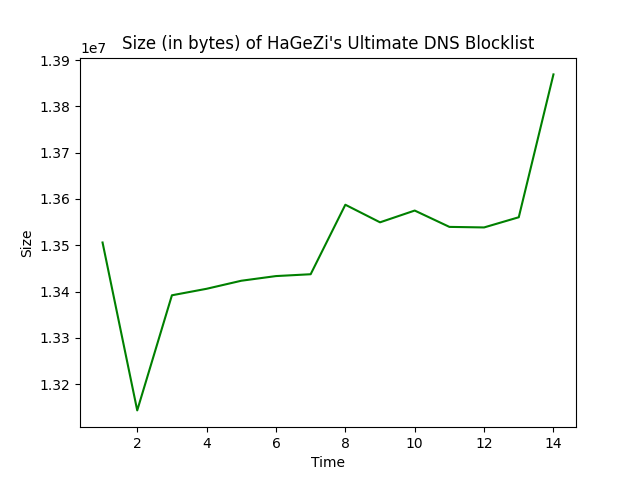 Size (in bytes) of HaGeZi's Ultimate DNS Blocklist
1e7
1.39
1.38
1.37
1.36
1.35
1.34
1.33
1.32
Size
2 4 6 8 10 12 14
Time